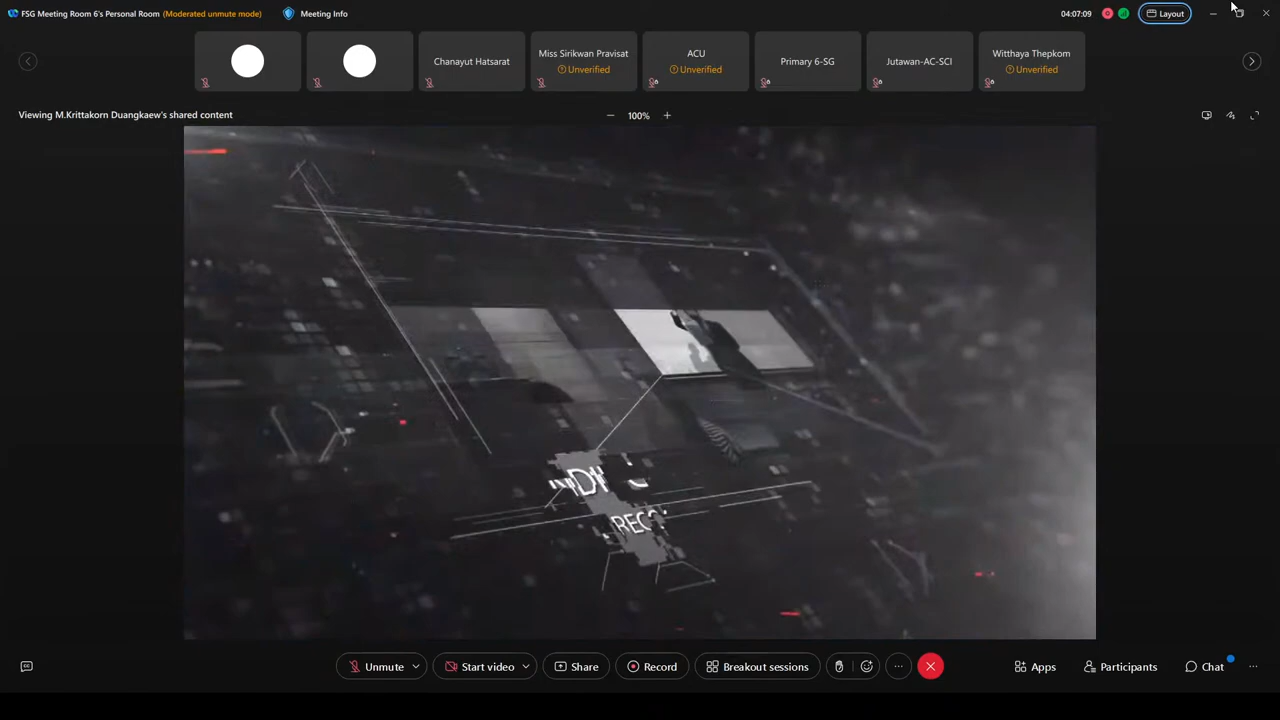 FSG Meeting Room 6's Personal Room (Moderated unmute mode) Meeting Info 04:07:09 Layout
Chanayut Hatsarat
Miss Sirikwan Pravisat
Unverified
ACU
Unverified
Primary 6-SG
Jutawan-AC-SCI
Witthaya Thepkom
Unverified
Viewing M.Krittakorn Duangkaew's shared content
100%
Unmute Start video Share Record Breakout sessions Apps Participants Chat